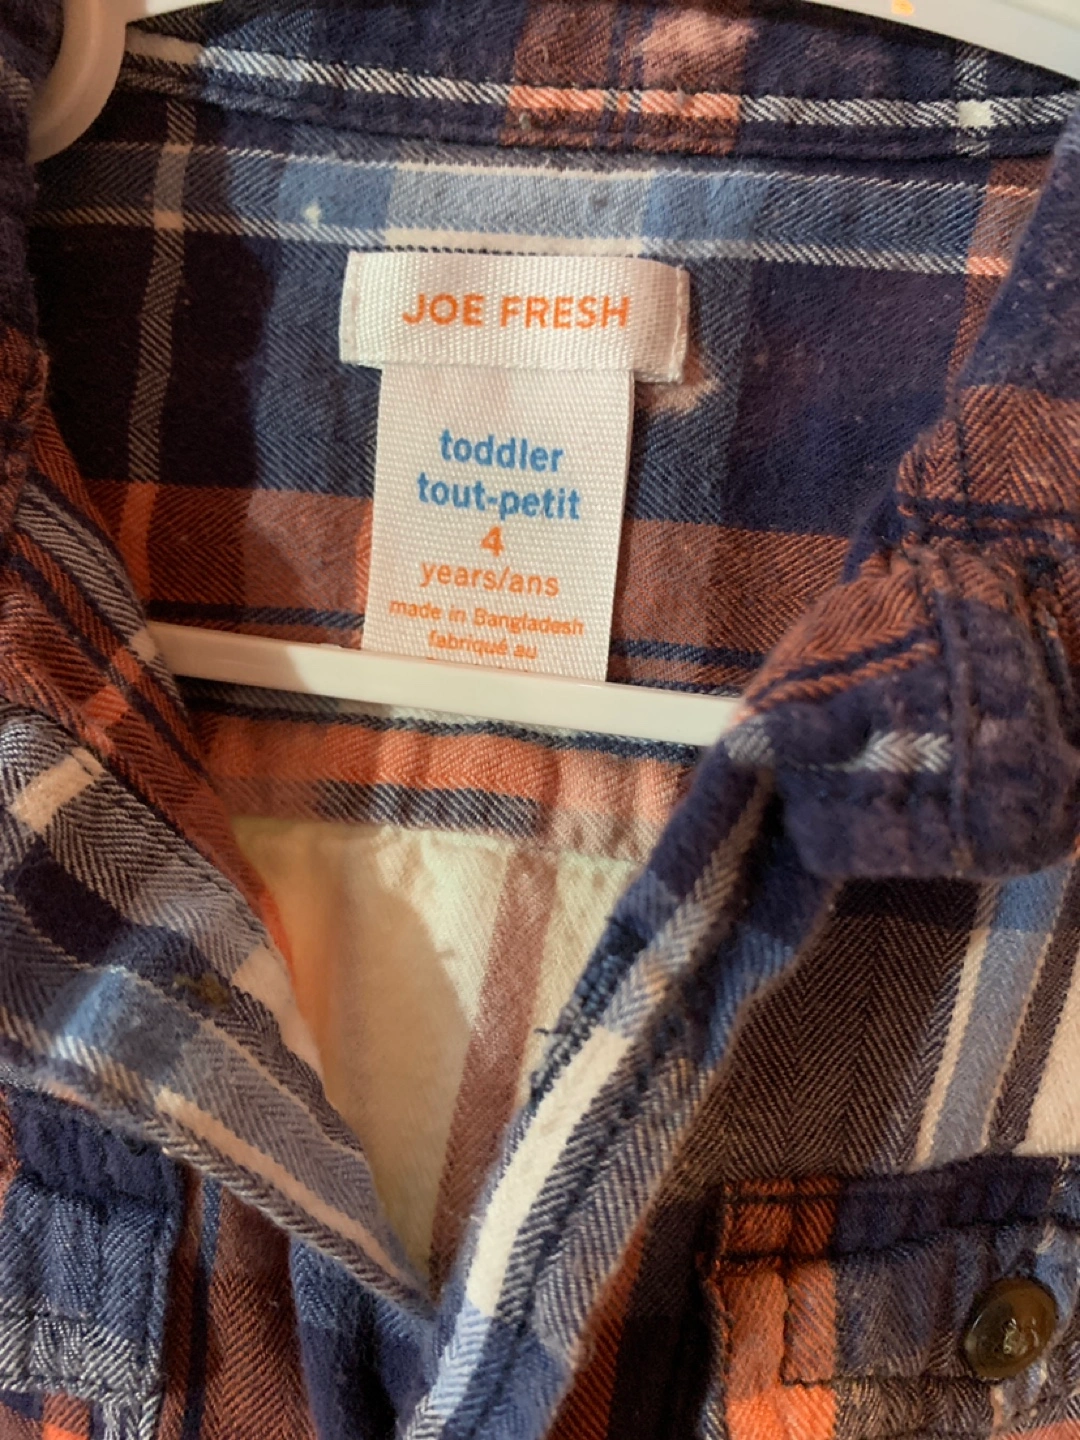 JOE FRESH
toddler
tout-petit
4
years/ans
made in Bangladesh
fabriqué au